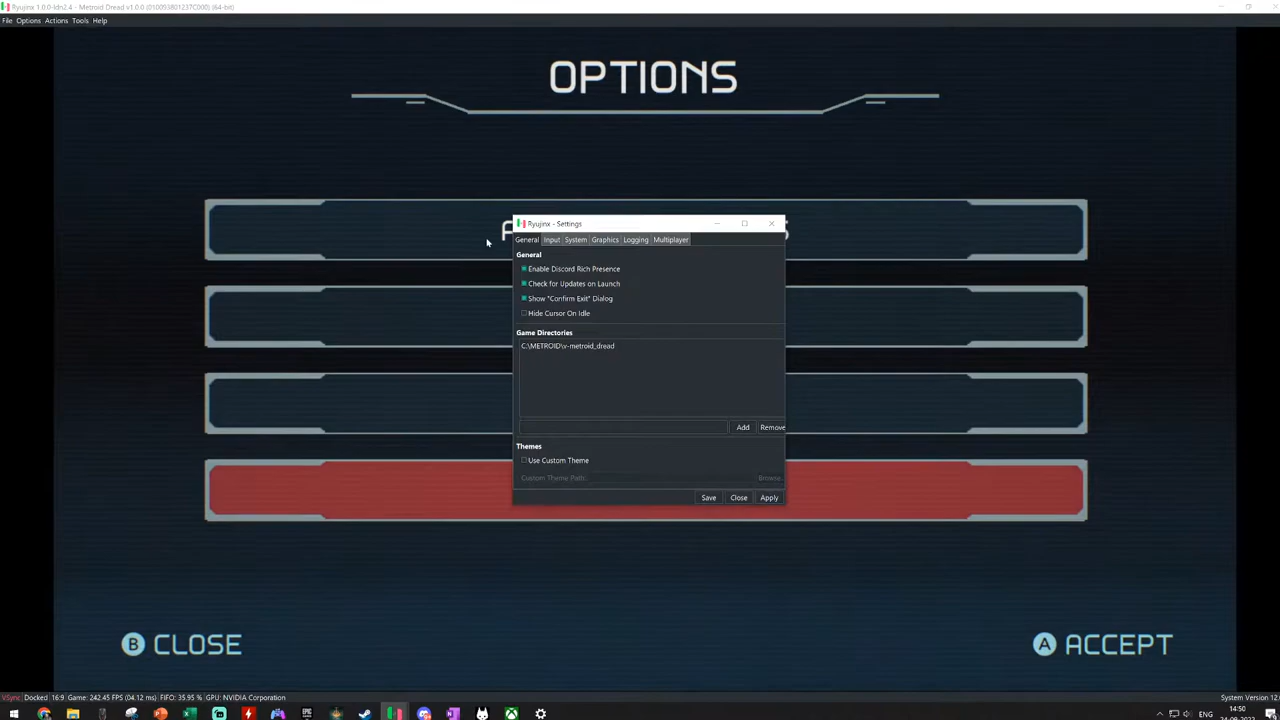 Ryujinx 1.0.0-ldn2.4 - Metroid Dread v1.0.0 (010093801237C000) (64-bit)
File Options Actions Tools Help
OPTIONS
Ryujinx - Settings
General Input System Graphics Logging Multiplayer
General
Enable Discord Rich Presence
Check for Updates on Launch
Show "Confirm Exit" Dialog
Hide Cursor On Idle
Game Directories
C:\METROID\v-metroid_dread
Add Remove
Themes
Use Custom Theme
Custom Theme Path:
Browse
Save Close Apply
B CLOSE
A ACCEPT
VSync Docked 16:9 Game: 242.45 FPS (04.12 ms) FIFO: 35.95 % GPU: NVIDIA Corporation
System Version 12.
14:50
ENG
24-09-2022